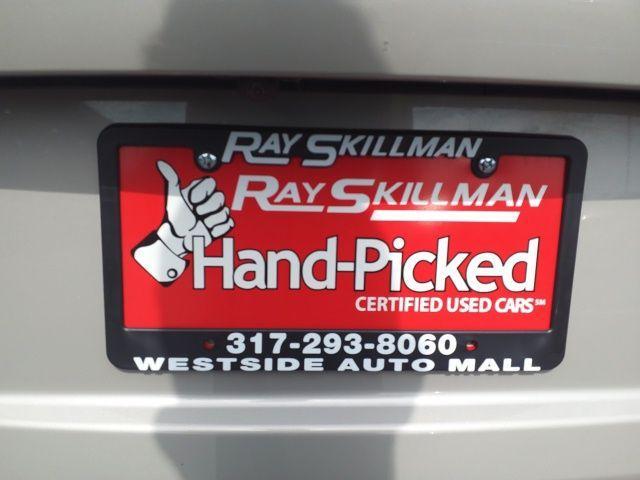 RAY SKILLMAN
RAY SKILLMAN
Hand-Picked
CERTIFIED USED CARS℠
317-293-8060
WESTSIDE AUTO MALL